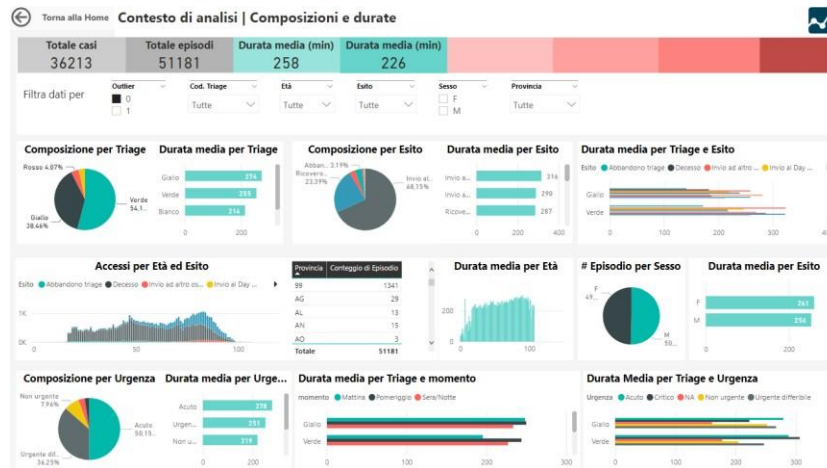 Torna alla Home
Contesto di analisi | Composizioni e durate
Totale casi
36213
Totale episodi
51181
Durata media (min)
258
Durata media (min)
226
Filtra dati per
Outlier
0
1
Cod. Triage
Tutte
Età
Tutte
Esito
Tutte
Sesso
F
M
Provincia
Tutte
Composizione per Triage
Rosso 4.07%
Giallo
38,46%
Verde
54,1...
Durata media per Triage
Giallo 274
Verde 255
Bianco 214
0 200
Composizione per Esito
Abban... 3.19%
Ricovero...
23,29%
Invio al...
68,15%
Durata media per Esito
Invio a... 316
Invio a... 290
Ricove... 287
0 200 400
Durata media per Triage e Esito
Esito Abbandono triage Decesso Invio ad altro ... Invio al Day ...
Giallo
Verde
0 100 200 300
Accessi per Età ed Esito
Esito Abbandono triage Decesso Invio ad altro os... Invio al Day ...
1K
0K
0 50 100
Provincia Conteggio di Episodio
99 1341
AG 29
AL 13
AN 15
AO 3
Totale 51181
Durata media per Età
200
0
0 100
# Episodio per Sesso
F
49,...
M
50,...
Durata media per Esito
F 261
M 254
0 200
Composizione per Urgenza
Non urgente
7.96%
Urgente dif...
36.25%
Acuto
50,15...
Durata media per Urge...
Acuto 278
Urgen... 251
Non u... 219
0 200
Durata media per Triage e momento
momento Mattina Pomeriggio Sera/Notte
Giallo
Verde
0 100 200 300
Durata Media per Triage e Urgenza
Urgenza Acuto Critico NA Non urgente Urgente differibile
Giallo
Verde
0 100 200 300